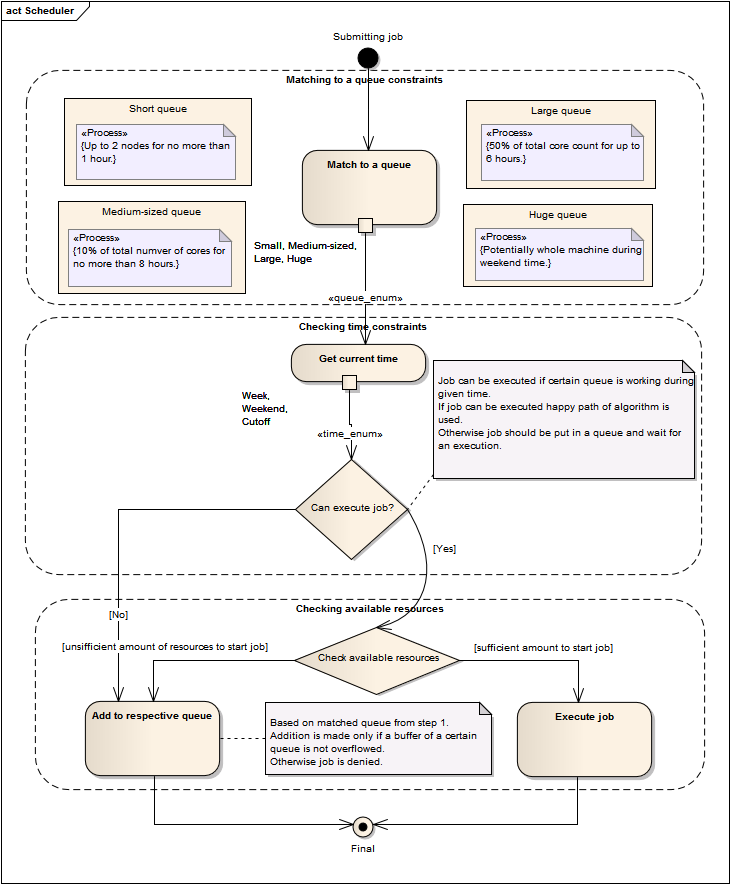 act Scheduler
Submitting job
Matching to a queue constraints
Short queue
«Process»
{Up to 2 nodes for no more than
1 hour.}
Large queue
«Process»
{50% of total core count for up to
6 hours.}
Match to a queue
Medium-sized queue
«Process»
{10% of total numver of cores for
no more than 8 hours.}
Huge queue
«Process»
{Potentially whole machine during
weekend time.}
Small, Medium-sized,
Large, Huge
«queue_enum»
Checking time constraints
Get current time
Week,
Weekend,
Cutoff
«time_enum»
Job can be executed if certain queue is working during
given time.
If job can be executed happy path of algorithm is
used.
Otherwise job should be put in a queue and wait for
an execution.
Can execute job?
[Yes]
[No]
Checking available resources
[unsifficient amount of resources to start job]
Check available resources
[sufficient amount to start job]
Add to respective queue
Based on matched queue from step 1.
Addition is made only if a buffer of a certain
queue is not overflowed.
Otherwise job is denied.
Execute job
Final